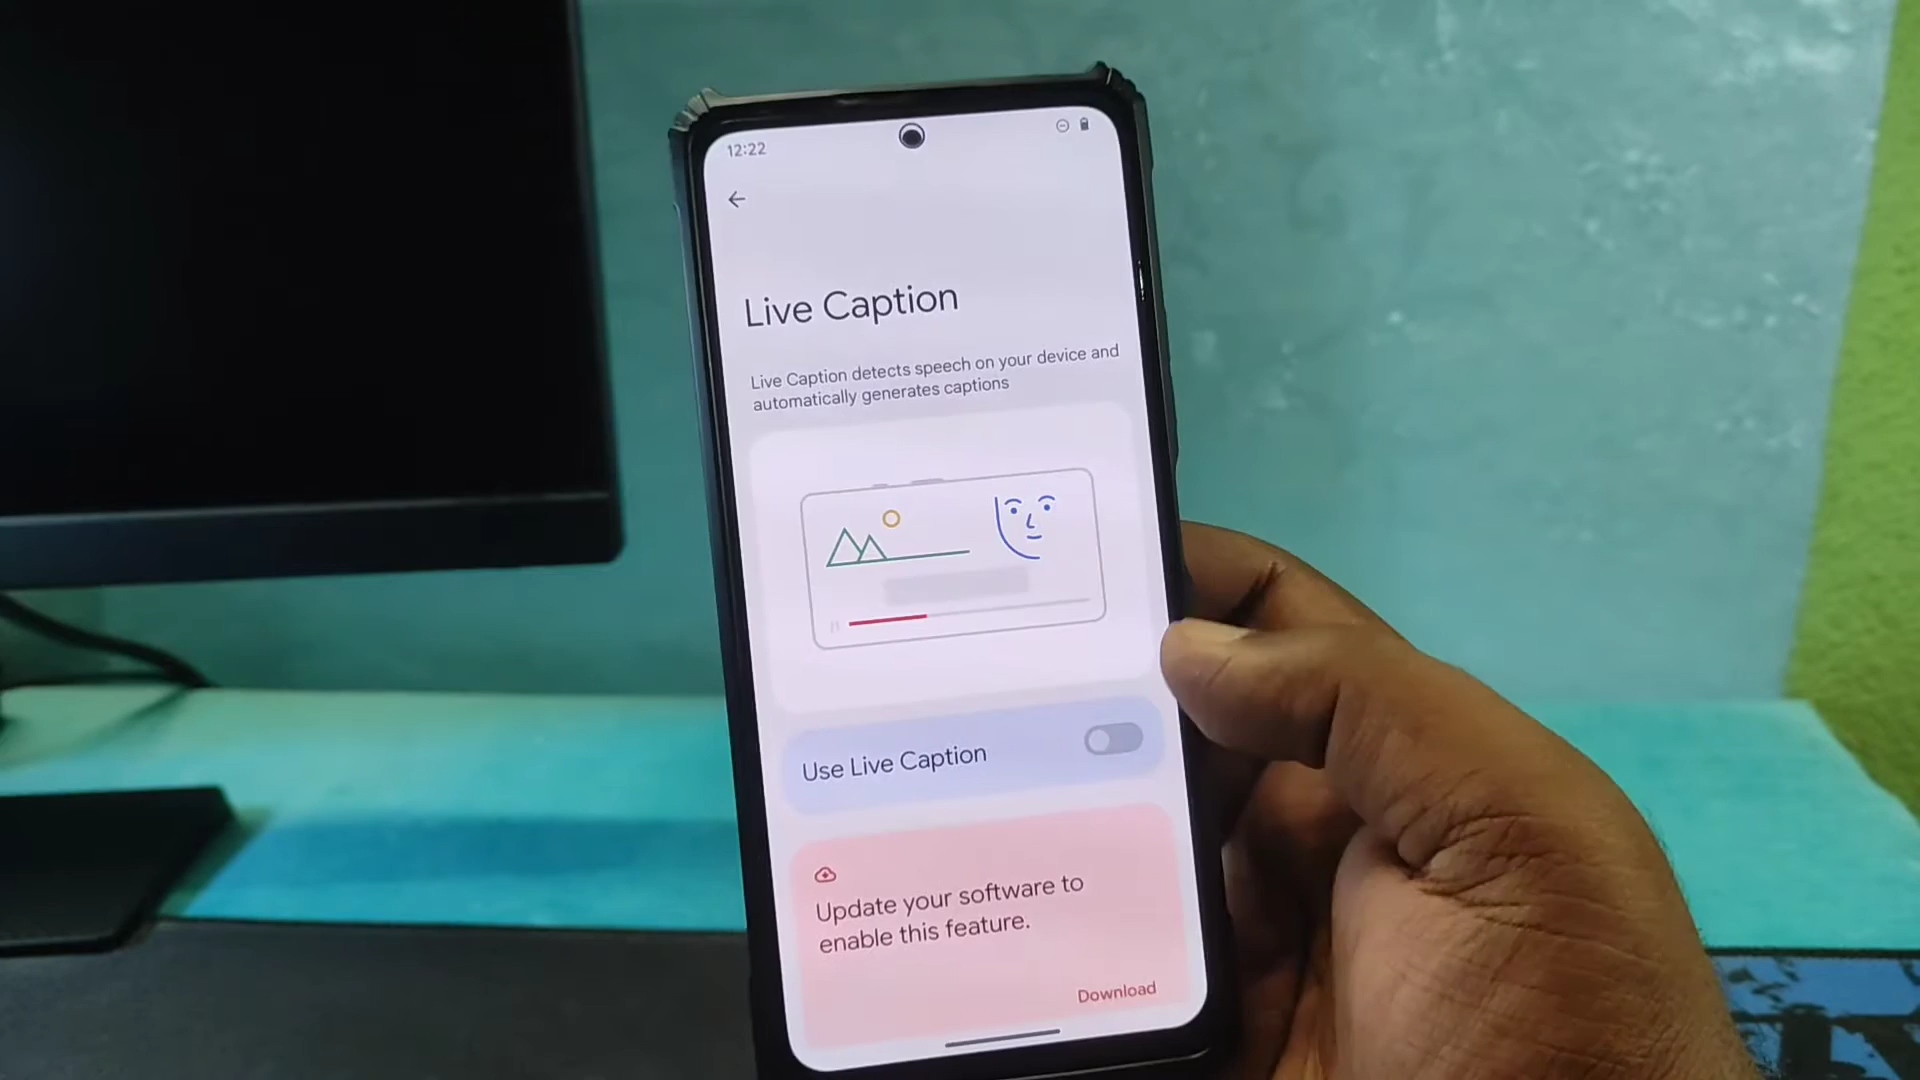 12:22
Live Caption
Live Caption detects speech on your device and
automatically generates captions
Use Live Caption
Update your software to
enable this feature.
Download